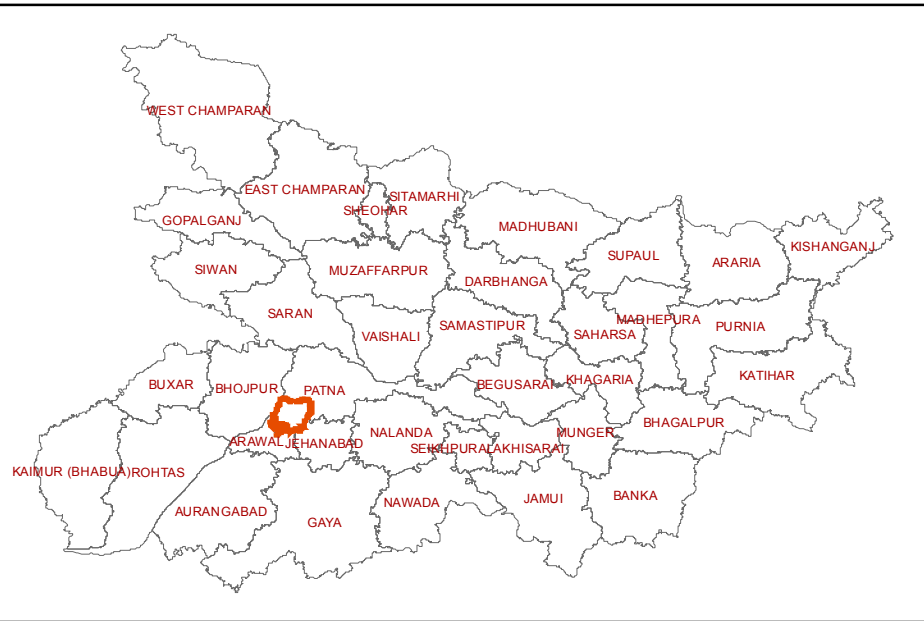 WEST CHAMPARAN
EAST CHAMPARAN
SITAMARHI
SHEOHAR
GOPALGANJ
MADHUBANI
KISHANGANJ
SUPAUL
ARARIA
SIWAN
MUZAFFARPUR
DARBHANGA
SARAN
MADHEPURA
SAMASTIPUR
PURNIA
SAHARSA
VAISHALI
KATIHAR
KHAGARIA
BUXAR
BHOJPUR
PATNA
BEGUSARAI
BHAGALPUR
NALANDA
MUNGER
ARAWAL
JEHANABAD
SEIKHPURA
LAKHISARAI
KAIMUR (BHABUA)
ROHTAS
BANKA
JAMUI
NAWADA
AURANGABAD
GAYA